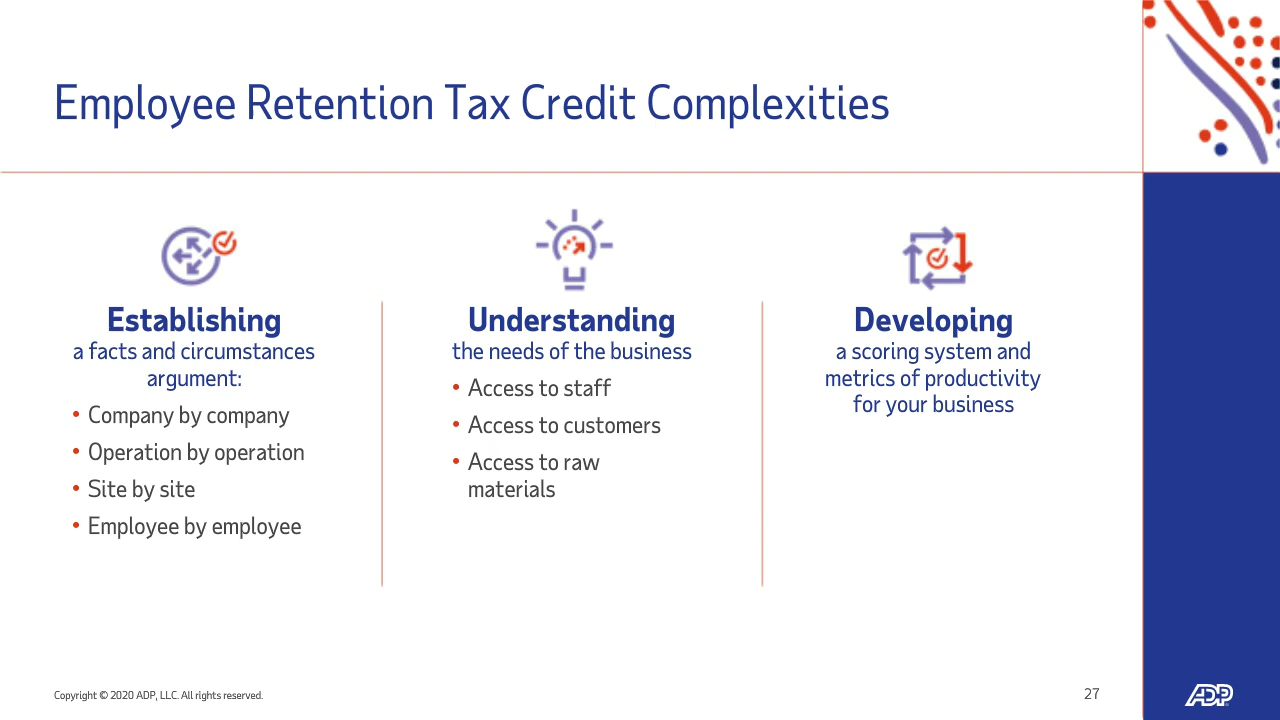 Employee Retention Tax Credit Complexities
Establishing
a facts and circumstances
argument:
• Company by company
• Operation by operation
• Site by site
• Employee by employee
Understanding
the needs of the business
• Access to staff
• Access to customers
• Access to raw
materials
Developing
a scoring system and
metrics of productivity
for your business
Copyright © 2020 ADP, LLC. All rights reserved.
27
ADP